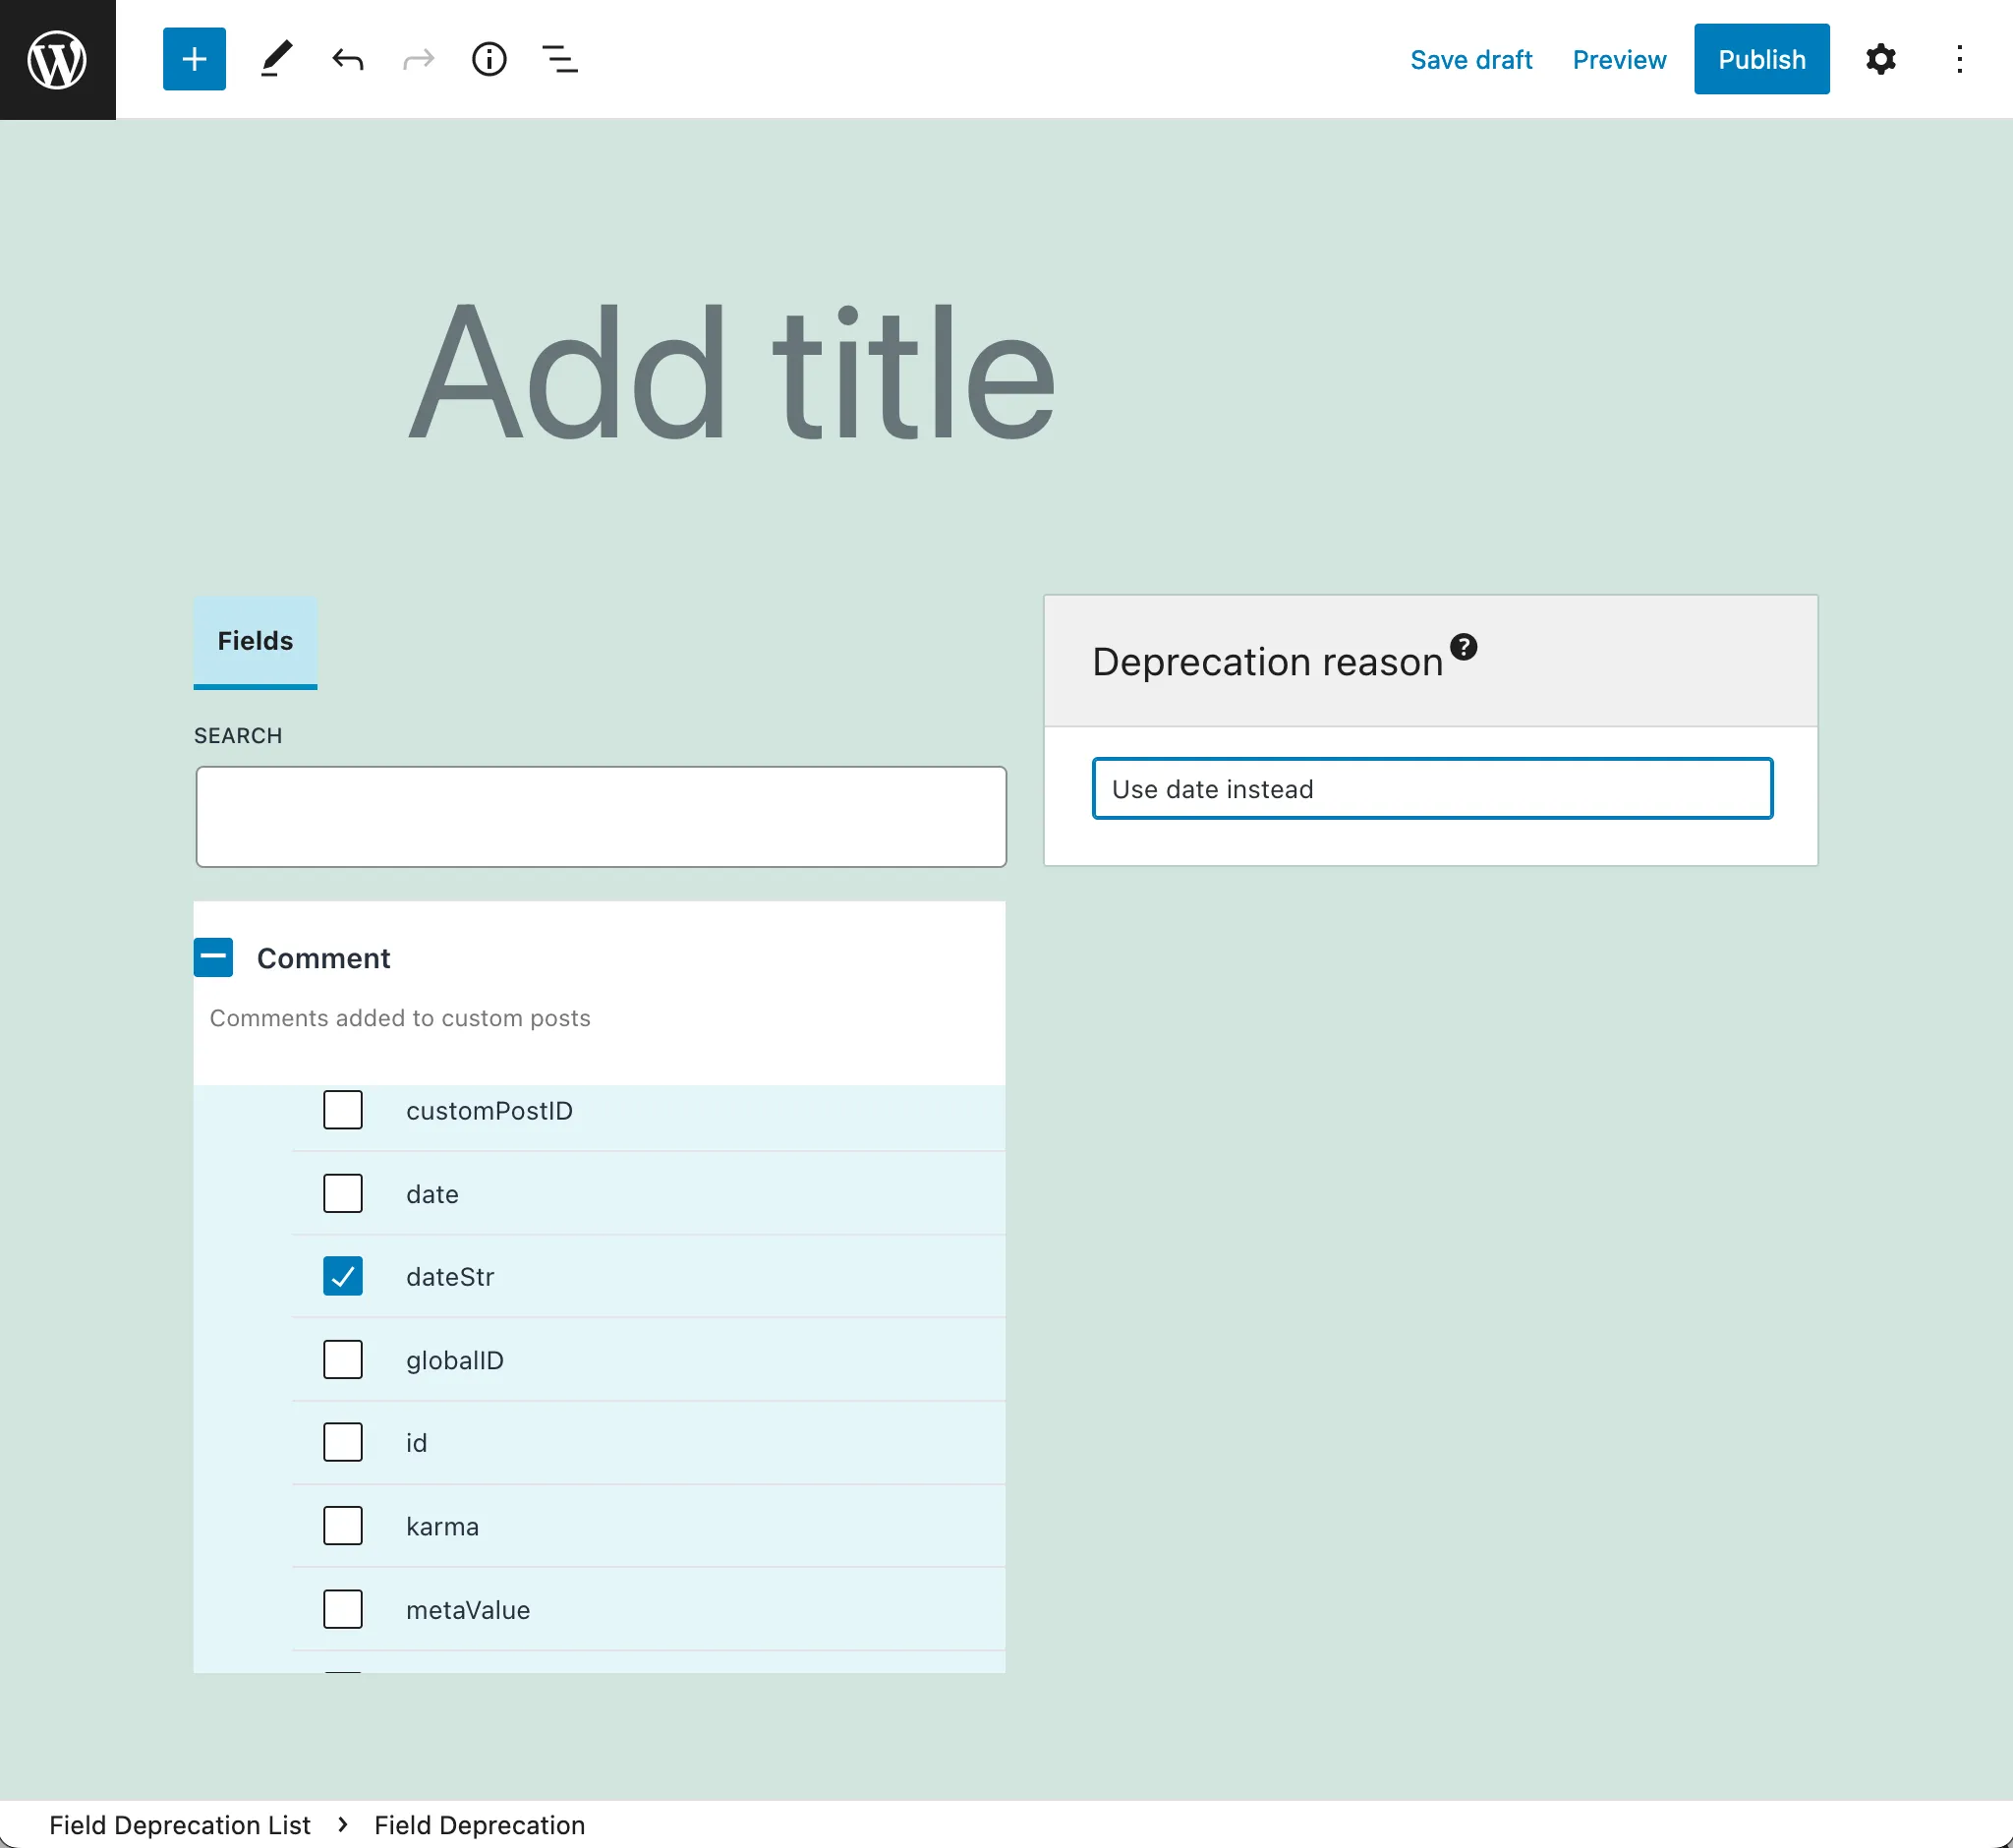 Save draft
Preview
Publish
Add title
Fields
Deprecation reason
SEARCH
Use date instead
Comment
Comments added to custom posts
customPostID
date
dateStr
globalID
id
karma
metaValue
Field Deprecation List > Field Deprecation